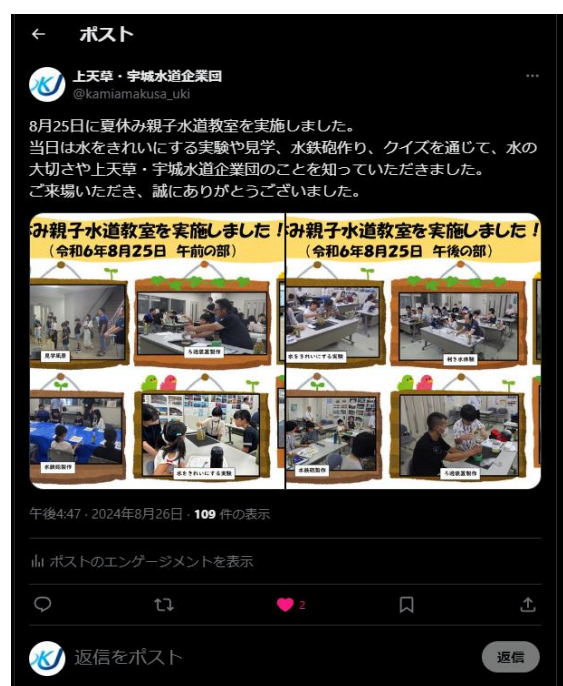 ← ポスト
上天草・宇城水道企業団
@kamiamakusa_uki
8月25日に夏休み親子水道教室を実施しました。
当日は水をきれいにする実験や見学、水鉄砲作り、クイズを通じて、水の
大切さや上天草・宇城水道企業団のことを知っていただきました。
ご来場いただき、誠にありがとうございました。
み親子水道教室を実施しました!
(令和6年8月25日 午前の部)
見学風景
ろ過装置製作
水鉄砲製作
水をきれいにする実験
み親子水道教室を実施しました!
(令和6年8月25日 午後の部)
水をきれいにする実験
利き水体験
水鉄砲製作
ろ過装置製作
午後4:47 · 2024年8月26日 · 109 件の表示
ポストのエンゲージメントを表示
2
返信をポスト
返信